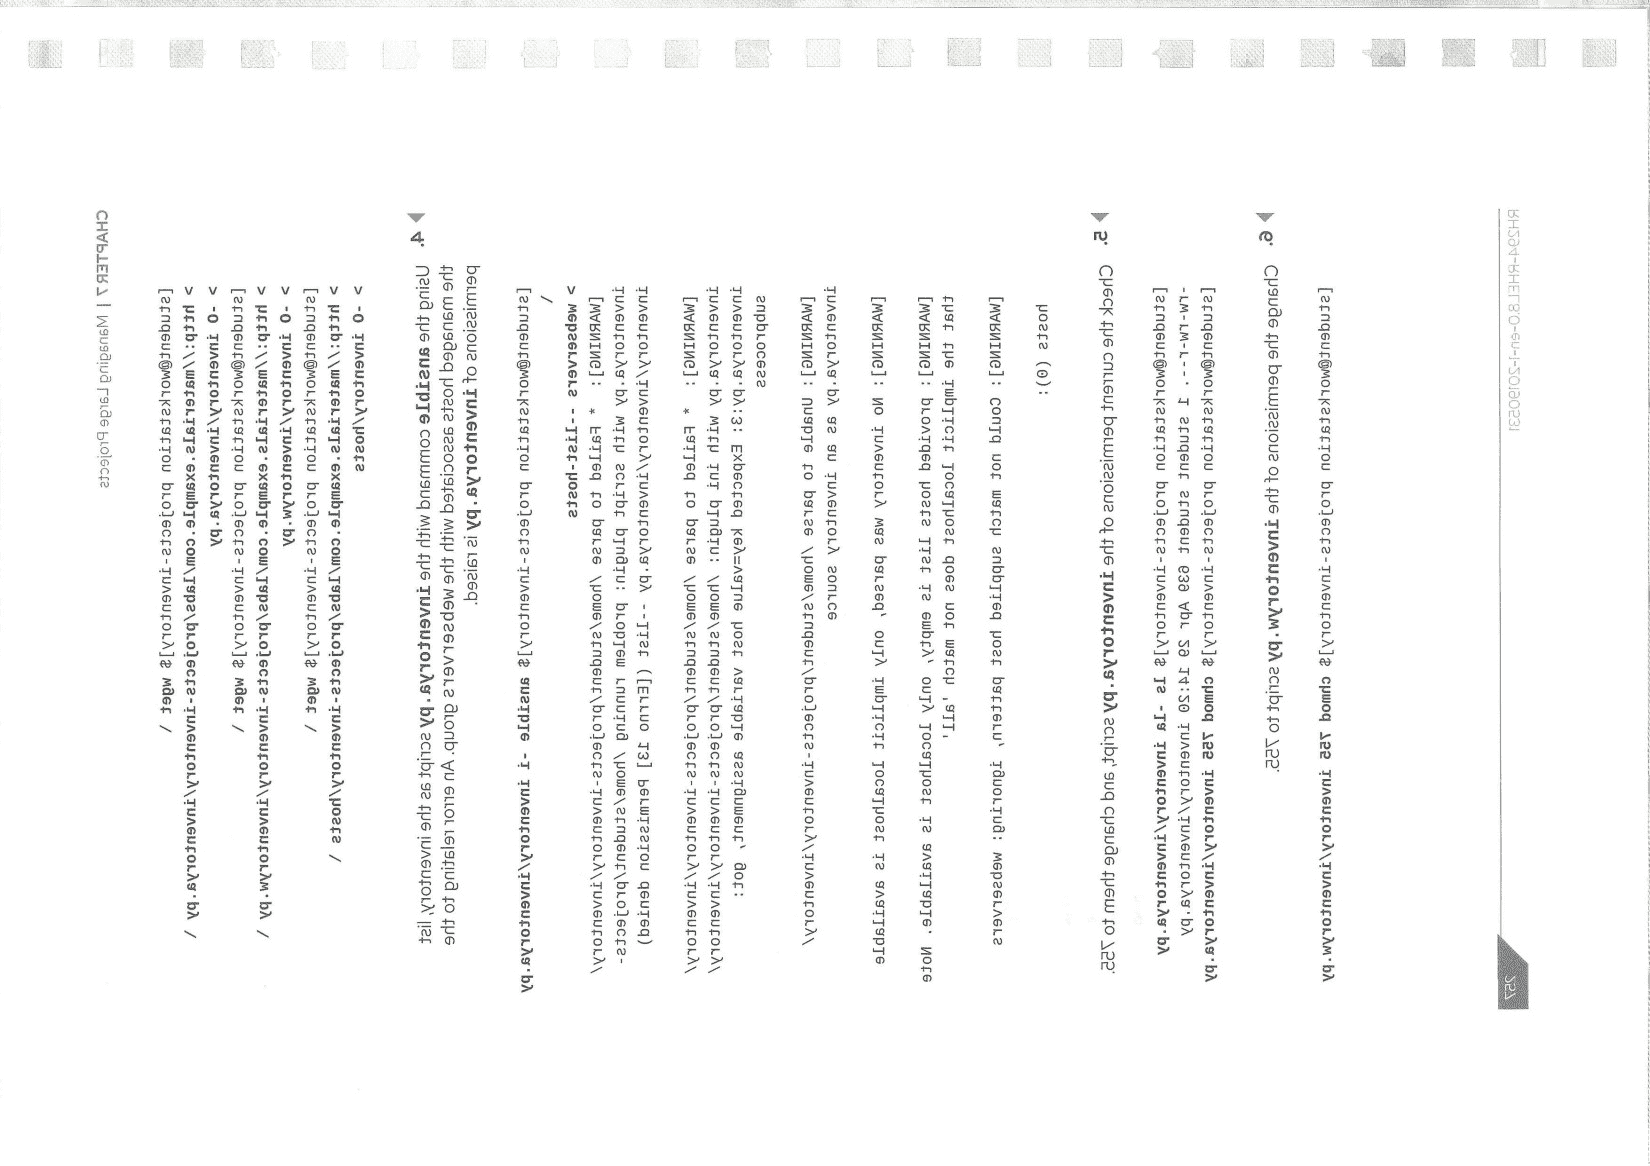 CHAPTER 7 | Managing Large Projects
[student@workstation projects-inventory]$ wget \
> http://materials.example.com/labs/projects-inventory/inventorya.py \
> -O inventory/inventorya.py
[student@workstation projects-inventory]$ wget \
> http://materials.example.com/labs/projects-inventory/inventoryw.py \
> -O inventory/inventoryw.py
[student@workstation projects-inventory]$ wget \
> http://materials.example.com/labs/projects-inventory/hosts \
> -O inventory/hosts
4. Using the ansible command with the inventorya.py script as the inventory, list
the managed hosts associated with the webservers group. An error relating to the
permissions of inventorya.py is raised.
[student@workstation projects-inventory]$ ansible -i inventory/inventorya.py
\
> webservers --list-hosts
[WARNING]: * Failed to parse /home/student/projects-inventory/inventory/
inventorya.py with script plugin: problem running /home/student/projects-
inventory/inventory/inventorya.py --list ([Errno 13] Permission denied)
[WARNING]: * Failed to parse /home/student/projects-inventory/inventory/
inventorya.py with ini plugin: /home/student/projects-inventory/inventory/
inventorya.py:3: Expected key=value host variable assignment, got:
subprocess
[WARNING]: Unable to parse /home/student/projects-inventory/inventory/
inventorya.py as an inventory source
[WARNING]: No inventory was parsed, only implicit localhost is available
[WARNING]: provided hosts list is empty, only localhost is available. Note
that the implicit localhost does not match 'all'
[WARNING]: Could not match supplied host pattern, ignoring: webservers
hosts (0):
5. Check the current permissions of the inventorya.py script, and change them to 755.
[student@workstation projects-inventory]$ ls -la inventory/inventorya.py
-rw-rw-r--. 1 student student 639 Apr 29 14:20 inventory/inventorya.py
[student@workstation projects-inventory]$ chmod 755 inventory/inventorya.py
6. Change the permissions of the inventoryw.py script to 755.
[student@workstation projects-inventory]$ chmod 755 inventory/inventoryw.py
RH294-RHEL8.0-en-1-20190531
257